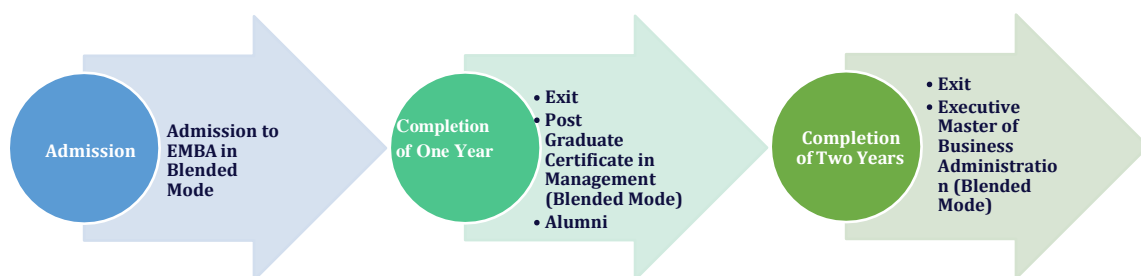 Admission
Admission to
EMBA in
Blended
Mode
Completion
of One Year
• Exit
• Post
Graduate
Certificate in
Management
(Blended Mode)
• Alumni
Completion
of Two Years
• Exit
• Executive
Master of
Business
Administratio
n (Blended
Mode)